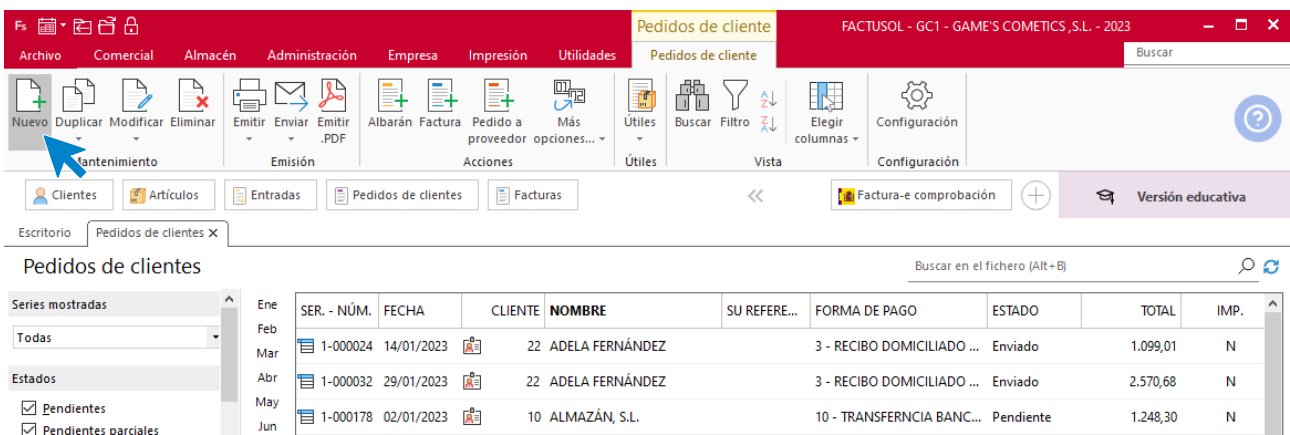 Fs
Pedidos de cliente
FACTUSOL - GC1 - GAME'S COMETICS ,S.L. - 2023
Archivo Comercial Almacén Administración Empresa Impresión Utilidades Pedidos de cliente Buscar
Nuevo Duplicar Modificar Eliminar Emitir Enviar Emitir .PDF Albarán Factura Pedido a proveedor Más opciones... Útiles Buscar Filtro Elegir columnas Configuración
Mantenimiento Emisión Acciones Útiles Vista Configuración
Clientes Artículos Entradas Pedidos de clientes Facturas Factura-e comprobación Versión educativa
Escritorio Pedidos de clientes X
Pedidos de clientes Buscar en el fichero (Alt+B)
Series mostradas
Todas
Estados
Pendientes
Pendientes parciales
Ene
Feb
Mar
Abr
May
Jun
SER. - NÚM. FECHA CLIENTE NOMBRE SU REFERE... FORMA DE PAGO ESTADO TOTAL IMP.
1-000024 14/01/2023 22 ADELA FERNÁNDEZ 3 - RECIBO DOMICILIADO ... Enviado 1.099,01 N
1-000032 29/01/2023 22 ADELA FERNÁNDEZ 3 - RECIBO DOMICILIADO ... Enviado 2.570,68 N
1-000178 02/01/2023 10 ALMAZÁN, S.L. 10 - TRANSFERNCIA BANC... Pendiente 1.248,30 N